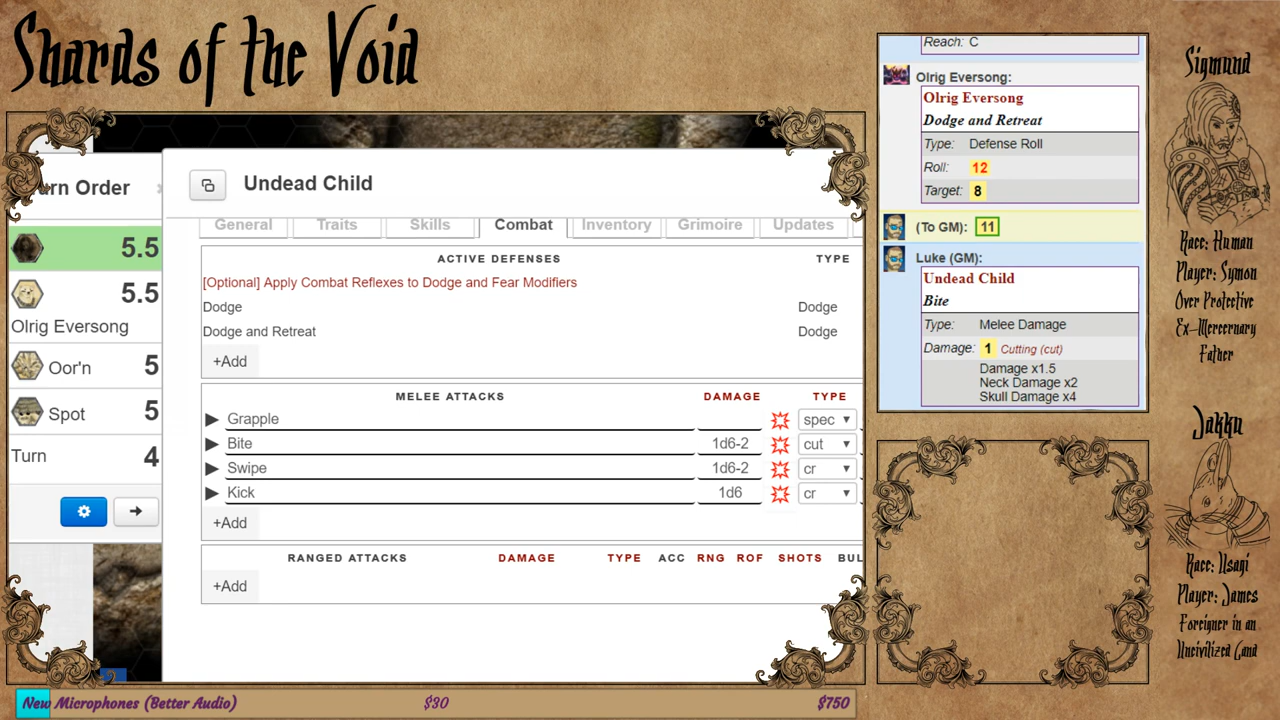 Shards of the Void
urn Order
5.5
5.5
Olrig Eversong
Oor'n 5
Spot 5
Turn 4
Undead Child
General Traits Skills Combat Inventory Grimoire Updates
ACTIVE DEFENSES TYPE
[Optional] Apply Combat Reflexes to Dodge and Fear Modifiers
Dodge Dodge
Dodge and Retreat Dodge
+Add
MELEE ATTACKS DAMAGE TYPE
Grapple spec
Bite 1d6-2 cut
Swipe 1d6-2 cr
Kick 1d6 cr
+Add
RANGED ATTACKS DAMAGE TYPE ACC RNG ROF SHOTS BUL
+Add
Reach: C
Olrig Eversong:
Olrig Eversong
Dodge and Retreat
Type: Defense Roll
Roll: 12
Target: 8
(To GM): 11
Luke (GM):
Undead Child
Bite
Type: Melee Damage
Damage: 1 Cutting (cut)
Damage x1.5
Neck Damage x2
Skull Damage x4
Sigmund
Race: Human
Player: Symon
Over Protective
Ex-Mercernary
Father
Jakku
Race: Usagi
Player: James
Foreigner in an
Uncivilized Land
New Microphones (Better Audio) $30 $750